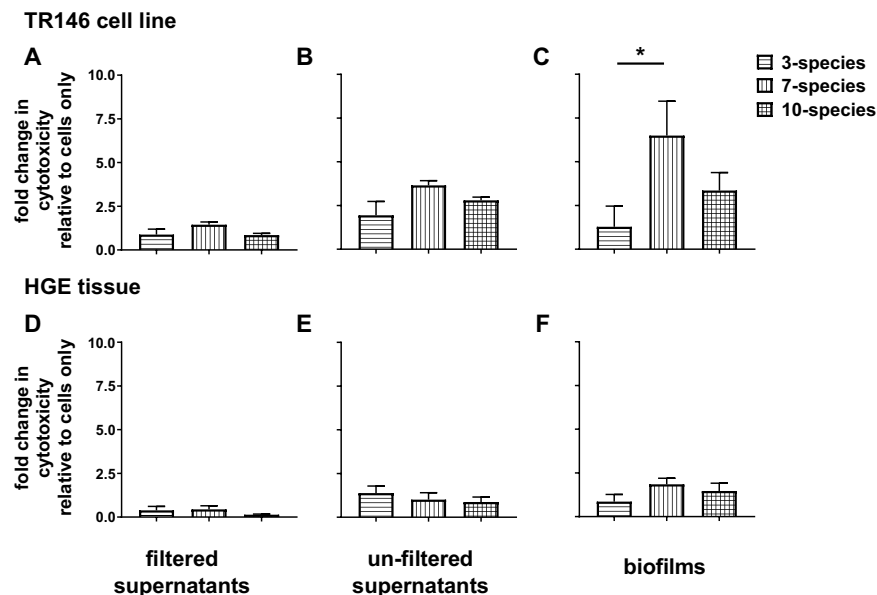 TR146 cell line
A
B
C
*
3-species
7-species
10-species
fold change in
cytotoxicity
relative to cells only
10.0
7.5
5.0
2.5
0.0
HGE tissue
D
E
F
fold change in
cytotoxicity
relative to cells only
10.0
7.5
5.0
2.5
0.0
filtered
supernatants
un-filtered
supernatants
biofilms